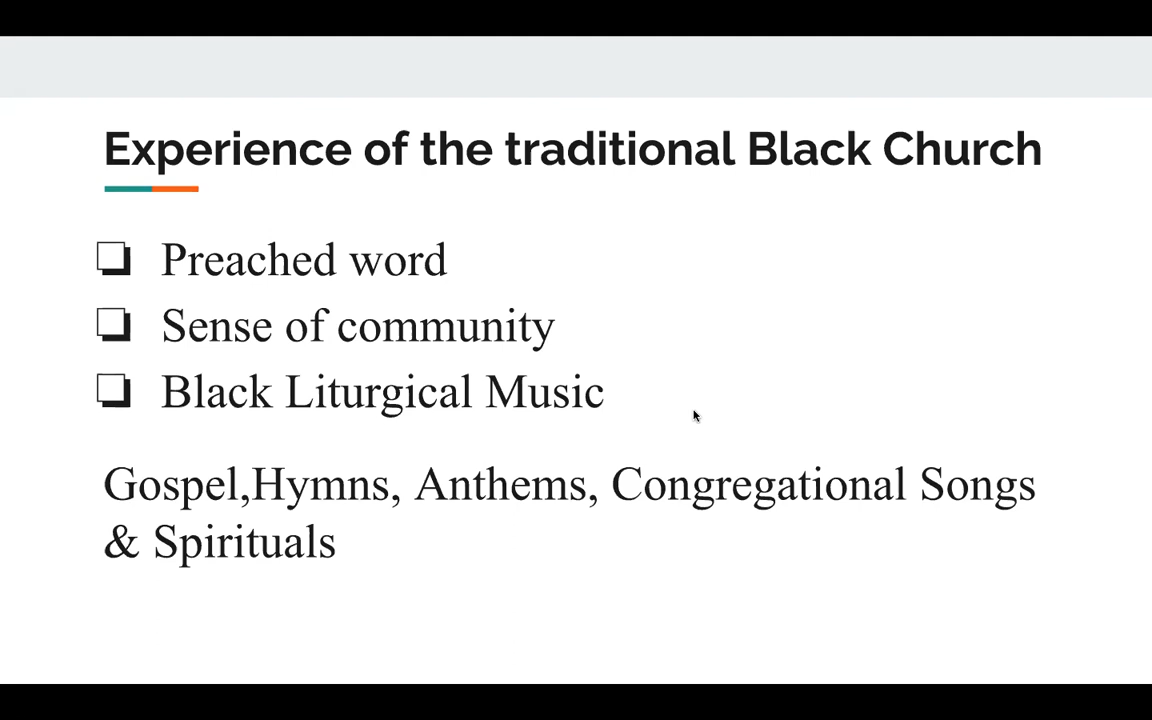 Experience of the traditional Black Church
❏ Preached word
❏ Sense of community
❏ Black Liturgical Music
Gospel,Hymns, Anthems, Congregational Songs
& Spirituals